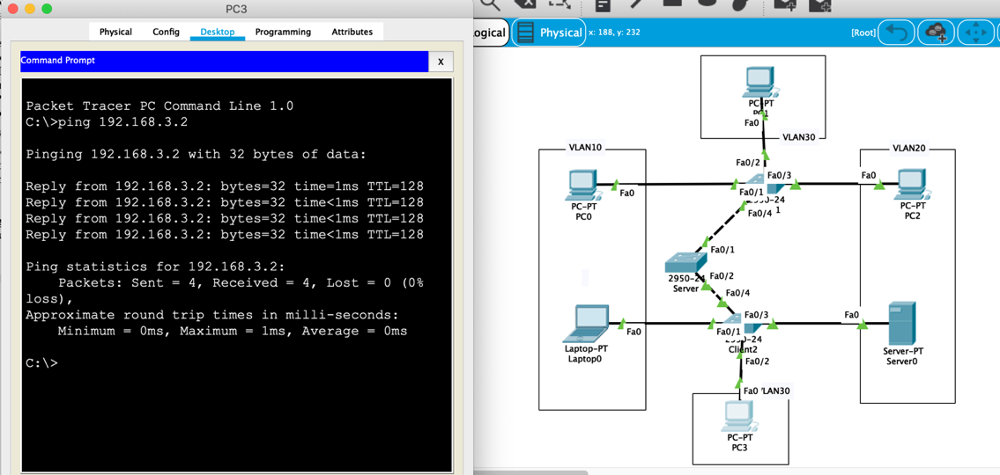 PC3
Physical Config Desktop Programming Attributes
Command Prompt
X
Packet Tracer PC Command Line 1.0
C:\>ping 192.168.3.2
Pinging 192.168.3.2 with 32 bytes of data:
Reply from 192.168.3.2: bytes=32 time=1ms TTL=128
Reply from 192.168.3.2: bytes=32 time<1ms TTL=128
Reply from 192.168.3.2: bytes=32 time<1ms TTL=128
Reply from 192.168.3.2: bytes=32 time<1ms TTL=128
Ping statistics for 192.168.3.2:
Packets: Sent = 4, Received = 4, Lost = 0 (0%
loss),
Approximate round trip times in milli-seconds:
Minimum = 0ms, Maximum = 1ms, Average = 0ms
C:\>
ogical Physical x: 188, y: 232 [Root]
PC-PT
PC1
Fa0
VLAN30
VLAN10
VLAN20
Fa0/2
Fa0
PC-PT
PC0
Fa0/3
Fa0/1
Fa0
PC-PT
PC2
2950-24
1
Fa0/4
Fa0/1
2950-24
Server
Fa0/2
Fa0/4
Laptop-PT
Laptop0
Fa0
Fa0/3
Fa0/1
Fa0
Server-PT
Server0
2950-24
Client2
Fa0/2
Fa0
VLAN30
PC-PT
PC3